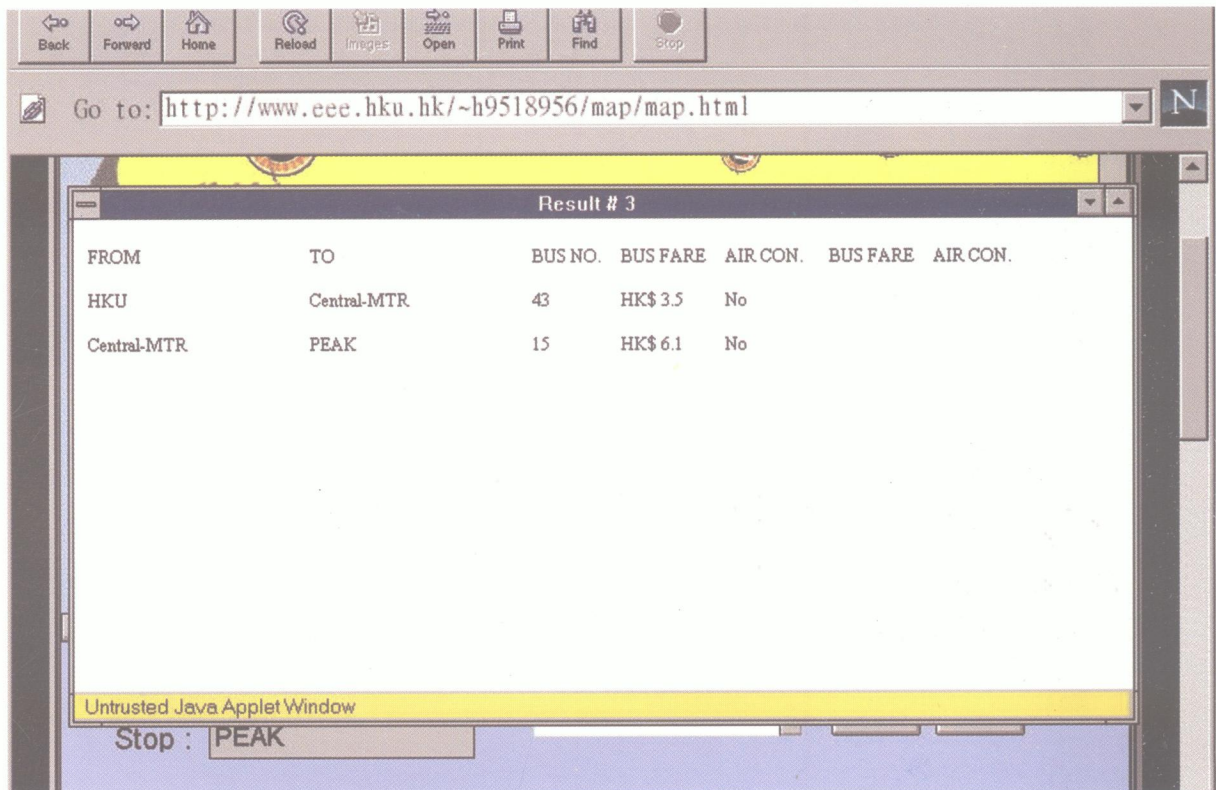 Back Forward Home Reload Images Open Print Find Stop
Go to: http://www.eee.hku.hk/~h9518956/map/map.html N
Result # 3
FROM TO BUS NO. BUS FARE AIR CON. BUS FARE AIR CON.
HKU Central-MTR 43 HK$ 3.5 No
Central-MTR PEAK 15 HK$ 6.1 No
Untrusted Java Applet Window
Stop : PEAK